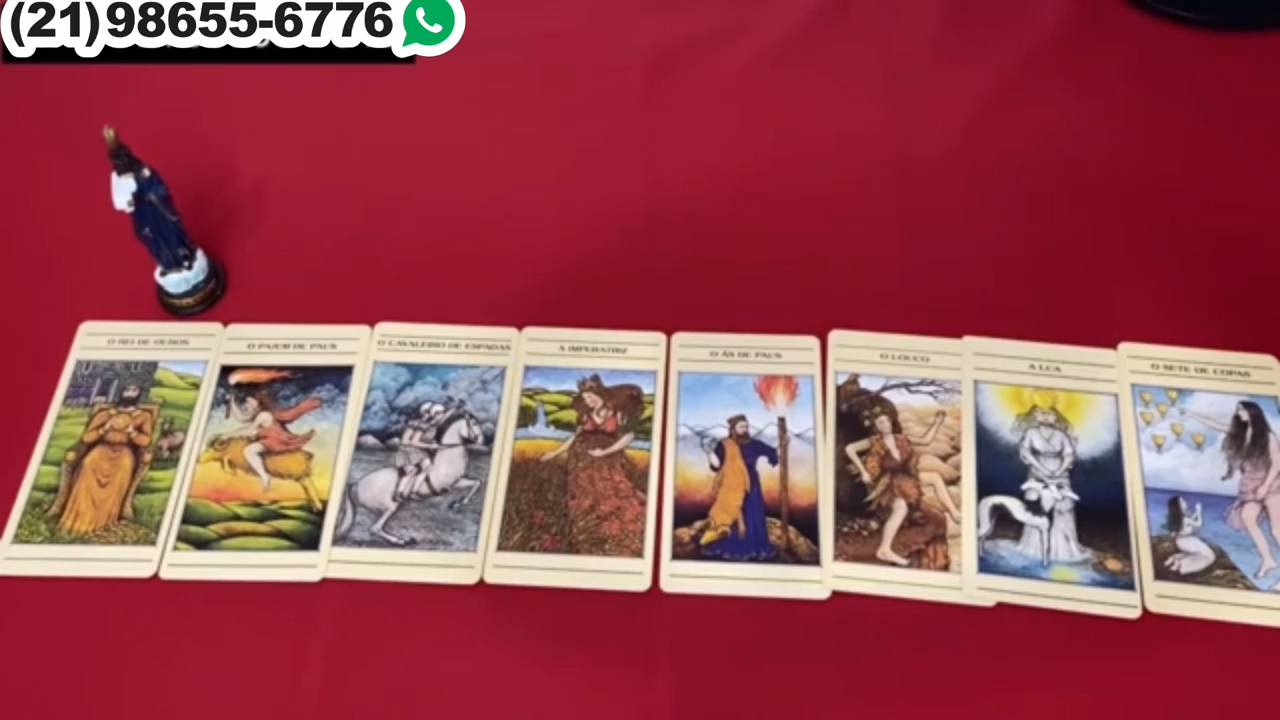 (21)98655-6776
O REI DE OUROS
O PAJEM DE PAUS
O CAVALEIRO DE ESPADAS
A IMPERATRIZ
O ÁS DE PAUS
O LOUCO
A LUA
O SETE DE COPAS